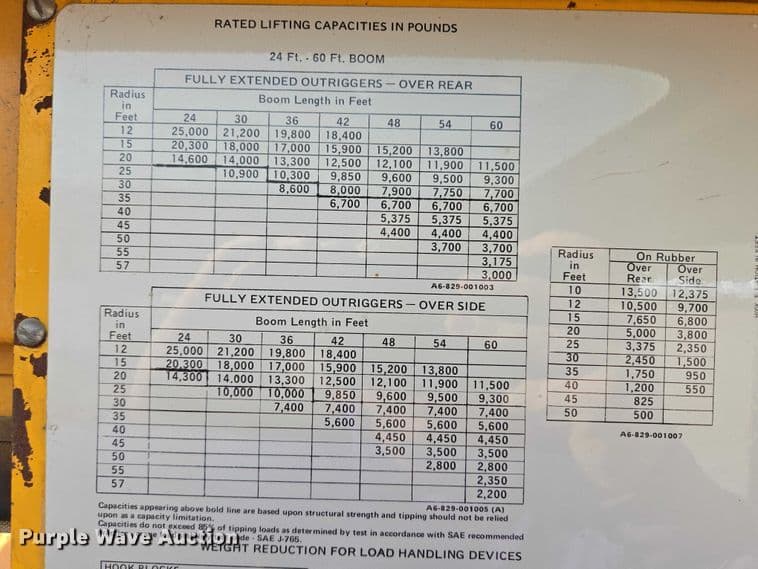 RATED LIFTING CAPACITIES IN POUNDS
24 Ft. - 60 Ft. BOOM
FULLY EXTENDED OUTRIGGERS — OVER REAR
Radius in Feet
Boom Length in Feet
24 30 36 42 48 54 60
12 25,000 21,200 19,800 18,400
15 20,300 18,000 17,000 15,900 15,200 13,800
20 14,600 14,000 13,300 12,500 12,100 11,900 11,500
25 10,900 10,300 9,850 9,600 9,500 9,300
30 8,600 8,000 7,900 7,750 7,700
35 6,700 6,700 6,700 6,700
40 5,375 5,375 5,375
45 4,400 4,400 4,400
50 3,700 3,700
55 3,175
57 3,000
A6-829-001003
FULLY EXTENDED OUTRIGGERS — OVER SIDE
Radius in Feet
Boom Length in Feet
24 30 36 42 48 54 60
12 25,000 21,200 19,800 18,400
15 20,300 18,000 17,000 15,900 15,200 13,800
20 14,300 14,000 13,300 12,500 12,100 11,900 11,500
25 10,000 10,000 9,850 9,600 9,500 9,300
30 7,400 7,400 7,400 7,400 7,400
35 5,600 5,600 5,600 5,600
40 4,450 4,450 4,450
45 3,500 3,500 3,500
50 2,800 2,800
55 2,350
57 2,200
A6-829-001005 (A)
Radius in Feet
On Rubber
Over Rear Over Side
10 13,500 12,375
12 10,500 9,700
15 7,650 6,800
20 5,000 3,800
25 3,375 2,350
30 2,450 1,500
35 1,750 950
40 1,200 550
45 825
50 500
A6-829-001007
Capacities appearing above bold line are based upon structural strength and tipping should not be relied
upon as a capacity limitation.
Capacities do not exceed 85% of tipping loads as determined by test in accordance with SAE recommended
SAE J-765.
WEIGHT REDUCTION FOR LOAD HANDLING DEVICES
HOOK BLOCKS
Purple Wave Auction